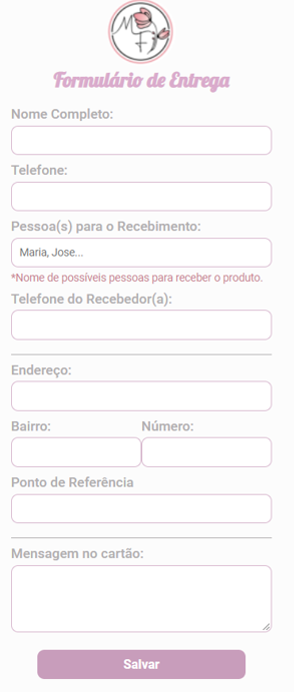 M F
Formulário de Entrega
Nome Completo:
Telefone:
Pessoa(s) para o Recebimento:
Maria, Jose...
*Nome de possíveis pessoas para receber o produto.
Telefone do Recebedor(a):
Endereço:
Bairro: Número:
Ponto de Referência
Mensagem no cartão:
Salvar